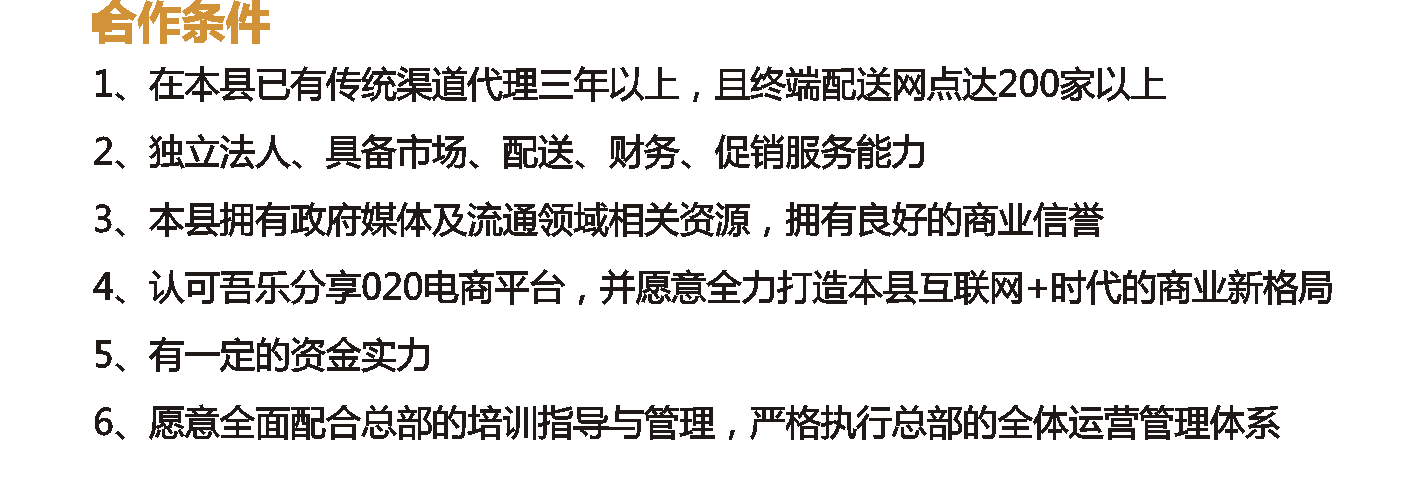 合作条件
1、在本县已有传统渠道代理三年以上，且终端配送网点达200家以上
2、独立法人、具备市场、配送、财务、促销服务能力
3、本县拥有政府媒体及流通领域相关资源，拥有良好的商业信誉
4、认可吾乐分享020电商平台，并愿意全力打造本县互联网+时代的商业新格局
5、有一定的资金实力
6、愿意全面配合总部的培训指导与管理，严格执行总部的全体运营管理体系